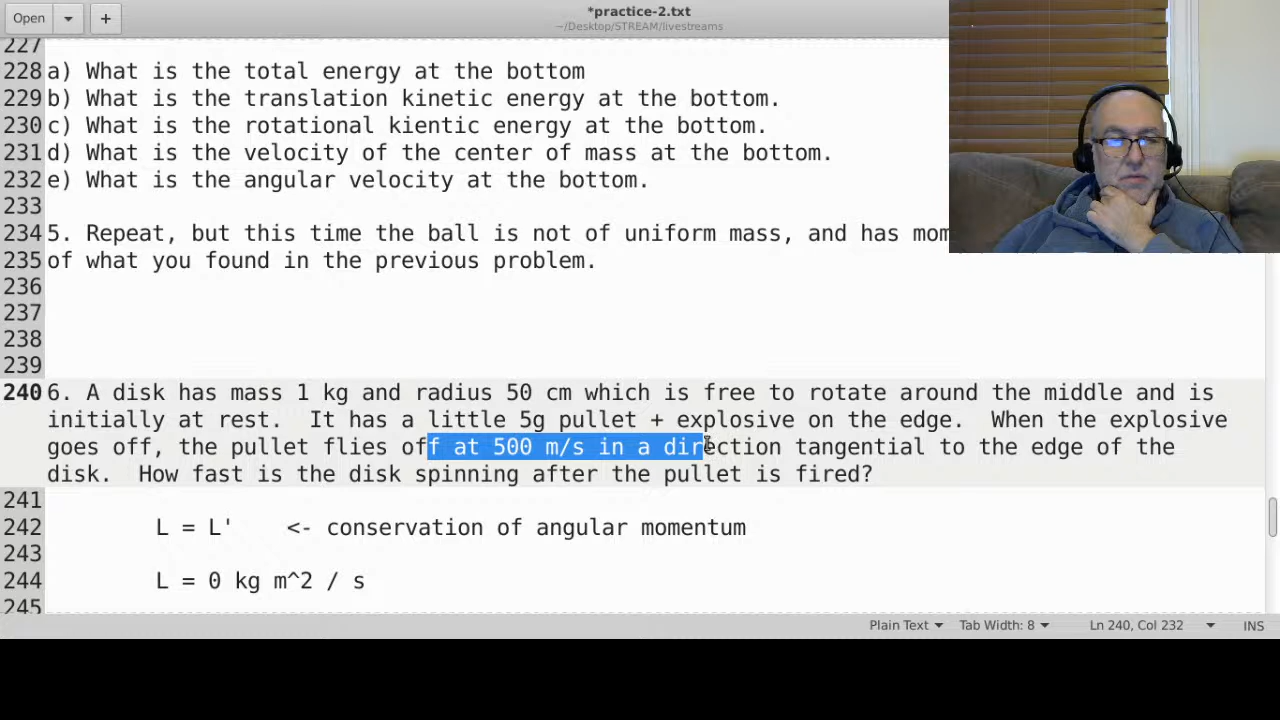 Open
*practice-2.txt
~/Desktop/STREAM/livestreams
227
228 a) What is the total energy at the bottom
229 b) What is the translation kinetic energy at the bottom.
230 c) What is the rotational kientic energy at the bottom.
231 d) What is the velocity of the center of mass at the bottom.
232 e) What is the angular velocity at the bottom.
233
234 5. Repeat, but this time the ball is not of uniform mass, and has mom
235 of what you found in the previous problem.
236
237
238
239
240 6. A disk has mass 1 kg and radius 50 cm which is free to rotate around the middle and is
initially at rest.  It has a little 5g pullet + explosive on the edge.  When the explosive
goes off, the pullet flies off at 500 m/s in a direction tangential to the edge of the
disk.  How fast is the disk spinning after the pullet is fired?
241
242 L = L'    <- conservation of angular momentum
243
244 L = 0 kg m^2 / s
245
Plain Text Tab Width: 8 Ln 240, Col 232 INS